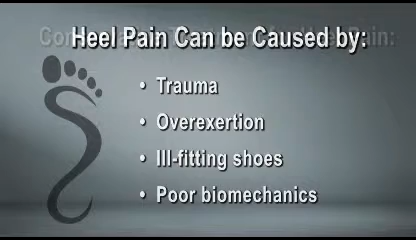 Heel Pain Can be Caused by:
• Trauma
• Overexertion
• Ill-fitting shoes
• Poor biomechanics